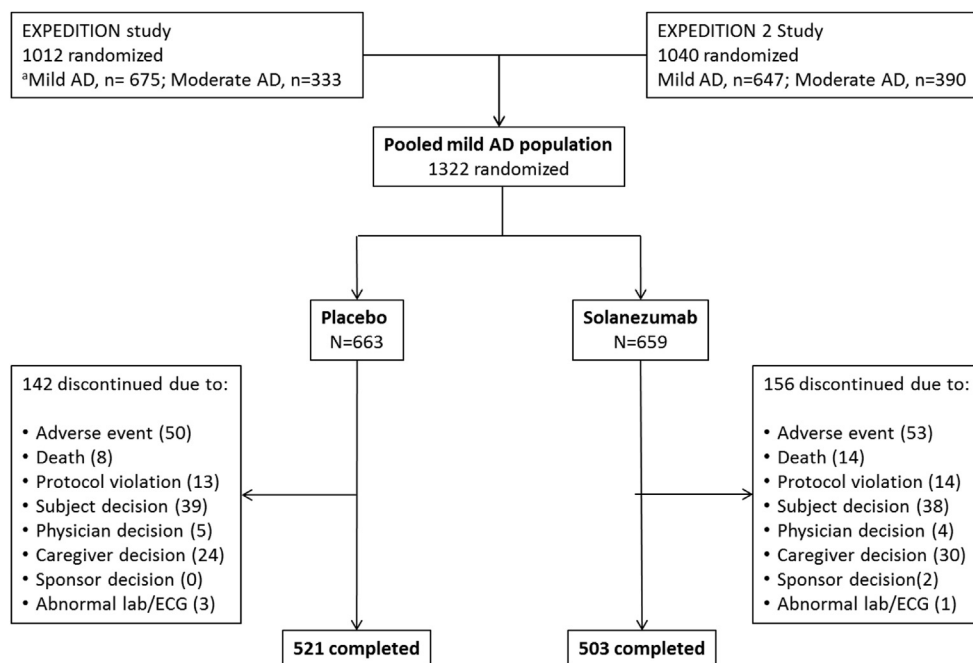 EXPEDITION study
1012 randomized
ᵃMild AD, n= 675; Moderate AD, n=333
EXPEDITION 2 Study
1040 randomized
Mild AD, n=647; Moderate AD, n=390
Pooled mild AD population
1322 randomized
Placebo
N=663
Solanezumab
N=659
142 discontinued due to:
• Adverse event (50)
• Death (8)
• Protocol violation (13)
• Subject decision (39)
• Physician decision (5)
• Caregiver decision (24)
• Sponsor decision (0)
• Abnormal lab/ECG (3)
156 discontinued due to:
• Adverse event (53)
• Death (14)
• Protocol violation (14)
• Subject decision (38)
• Physician decision (4)
• Caregiver decision (30)
• Sponsor decision(2)
• Abnormal lab/ECG (1)
521 completed
503 completed